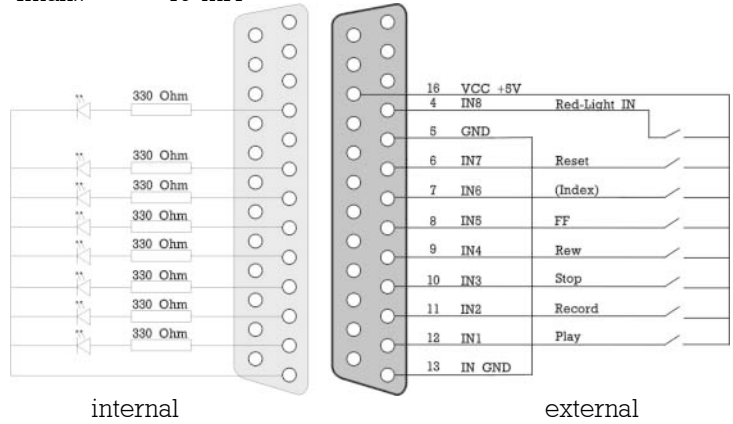 330 Ohm
330 Ohm
330 Ohm
330 Ohm
330 Ohm
330 Ohm
330 Ohm
330 Ohm
16 VCC +5V
4 IN8 Red-Light IN
5 GND
6 IN7 Reset
7 IN6 (Index)
8 IN5 FF
9 IN4 Rew
10 IN3 Stop
11 IN2 Record
12 IN1 Play
13 IN GND
internal
external